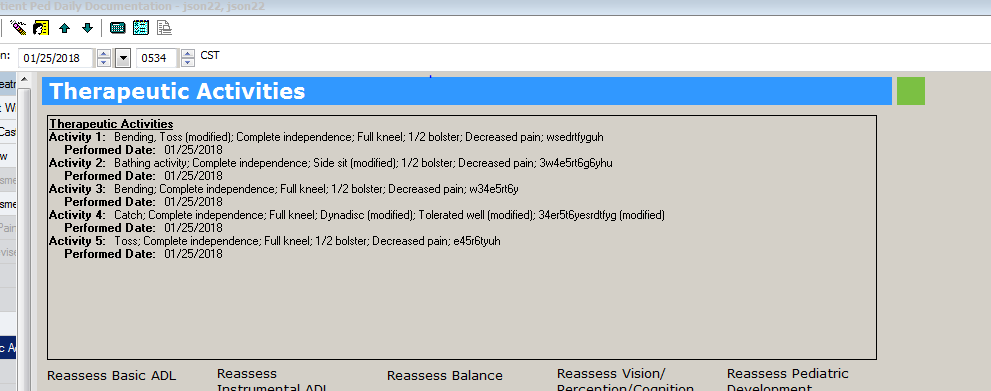 tient Ped Daily Documentation - json22, json22
n: 01/25/2018 0534 CST
Therapeutic Activities
Therapeutic Activities
Activity 1: Bending, Toss (modified); Complete independence; Full kneel; 1/2 bolster; Decreased pain; wsedrtfyguh
Performed Date: 01/25/2018
Activity 2: Bathing activity; Complete independence; Side sit (modified); 1/2 bolster; Decreased pain; 3w4e5rt6g6yhu
Performed Date: 01/25/2018
Activity 3: Bending; Complete independence; Full kneel; 1/2 bolster; Decreased pain; w34e5rt6y
Performed Date: 01/25/2018
Activity 4: Catch; Complete independence; Full kneel; Dynadisc (modified); Tolerated well (modified); 34er5t6yesrdtfyg (modified)
Performed Date: 01/25/2018
Activity 5: Toss; Complete independence; Full kneel; 1/2 bolster; Decreased pain; e45r6tyuh
Performed Date: 01/25/2018
Reassess Basic ADL
Reassess
Instrumental ADL
Reassess Balance
Reassess Vision/
Perception/Cognition
Reassess Pediatric
Development